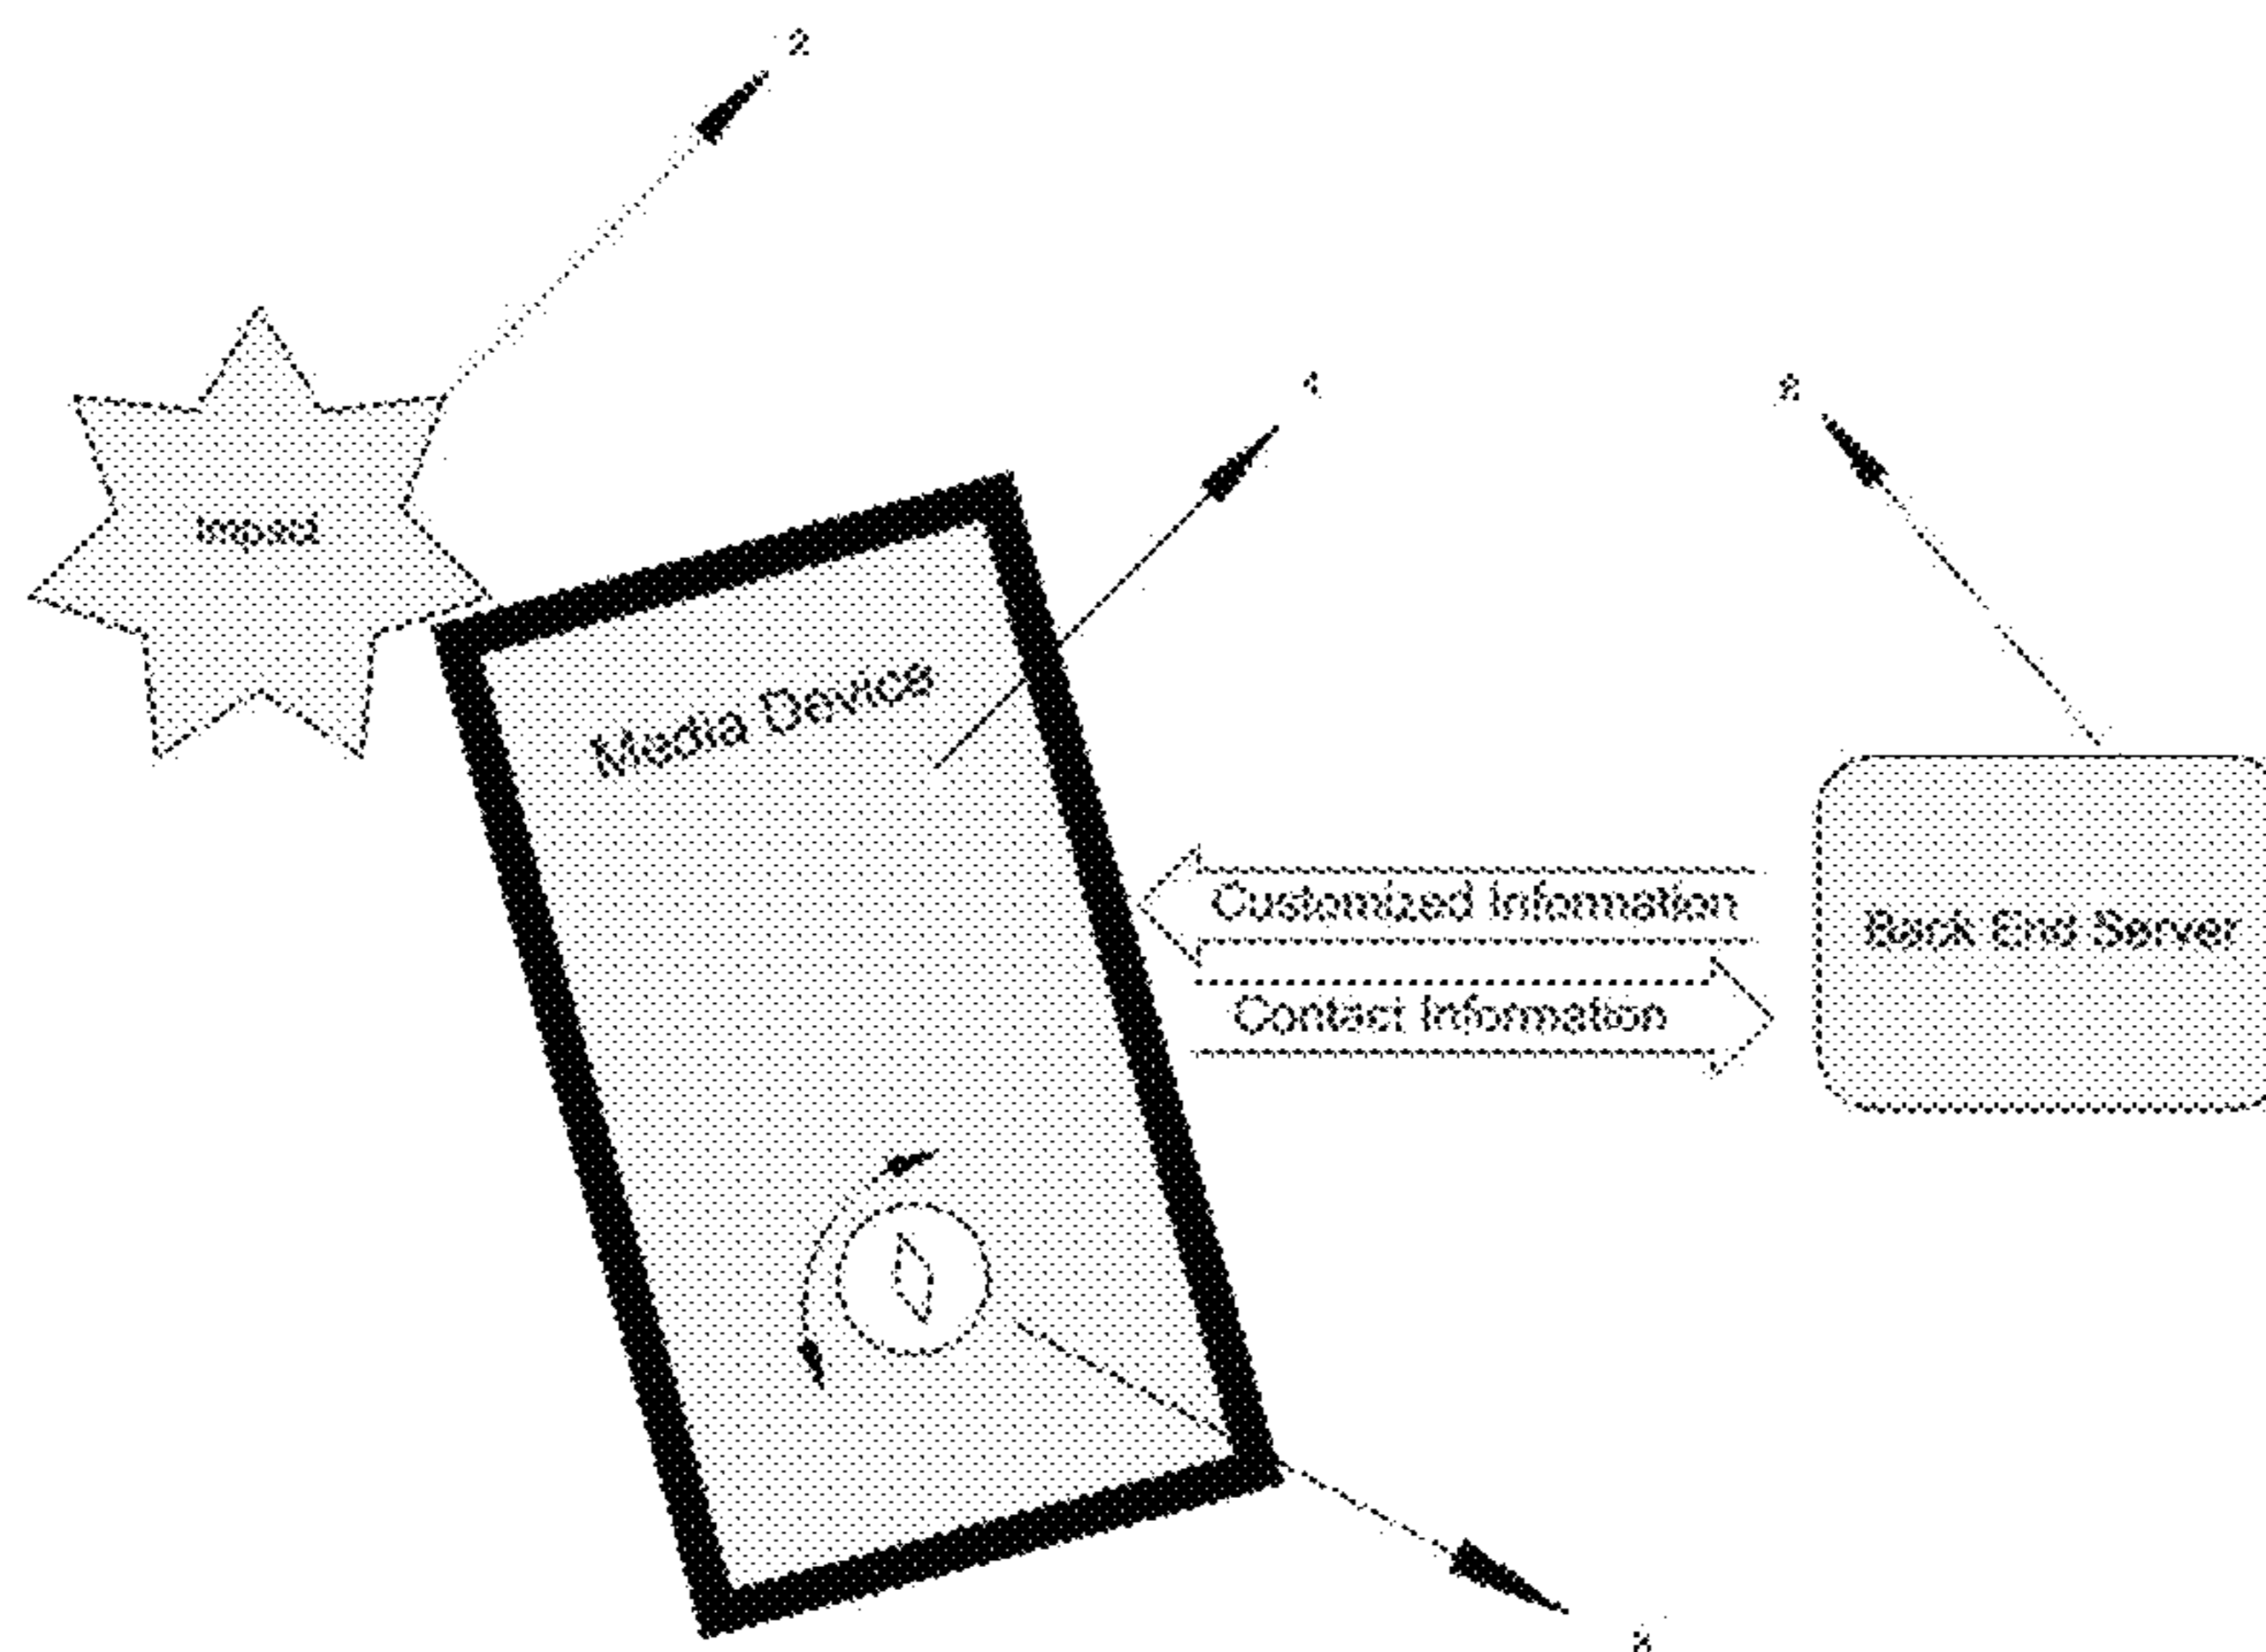 2
Impact
Media Device
Customized Information
Contact Information
Back End Server